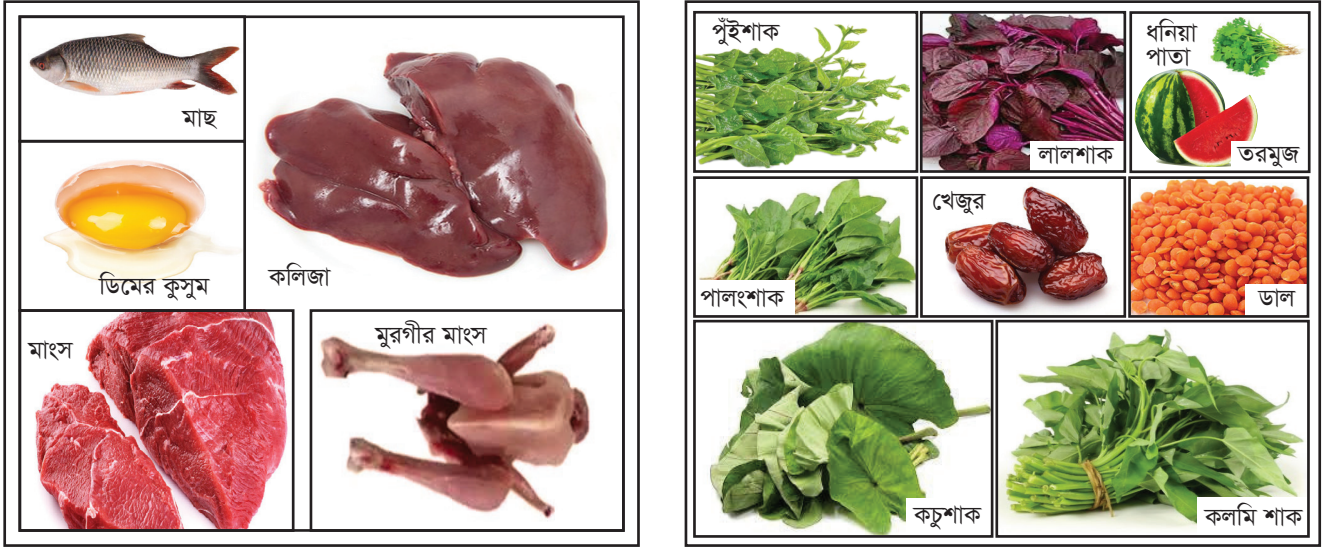 মাছ
ডিমের কুসুম
কলিজা
মাংস
মুরগীর মাংস
পুঁইশাক
লালশাক
ধনিয়া
পাতা
তরমুজ
পালংশাক
খেজুর
ডাল
কচুশাক
কলমি শাক